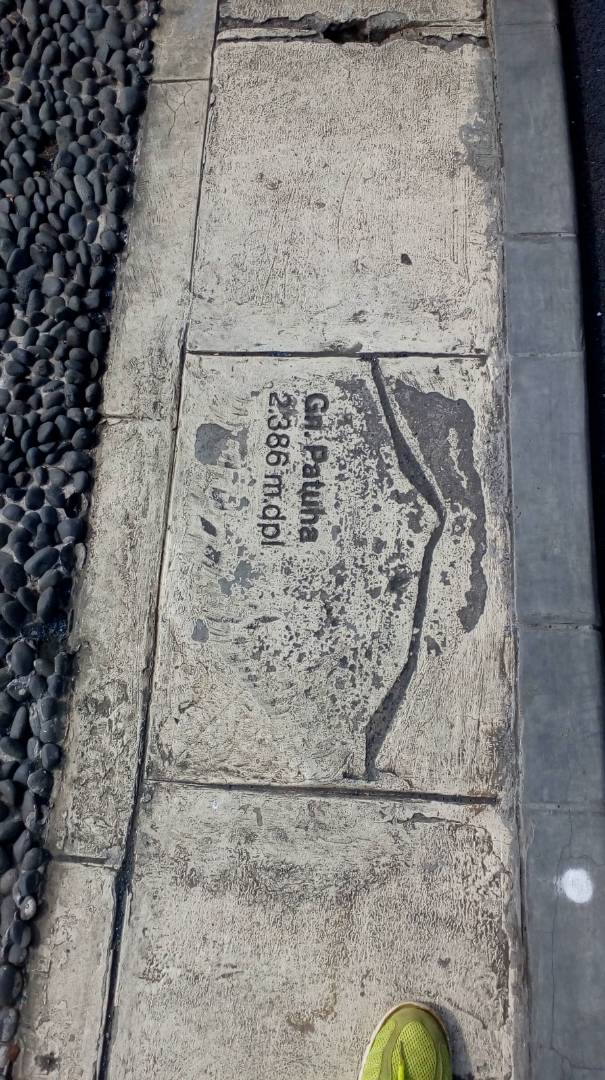 Gn. Patuha
2.386 m.dpl